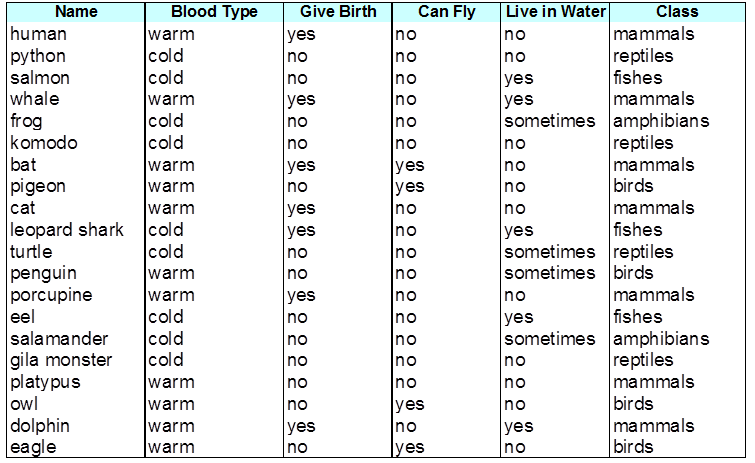 Name Blood Type Give Birth Can Fly Live in Water Class
human warm yes no no mammals
python cold no no no reptiles
salmon cold no no yes fishes
whale warm yes no yes mammals
frog cold no no sometimes amphibians
komodo cold no no no reptiles
bat warm yes yes no mammals
pigeon warm no yes no birds
cat warm yes no no mammals
leopard shark cold yes no yes fishes
turtle cold no no sometimes reptiles
penguin warm no no sometimes birds
porcupine warm yes no no mammals
eel cold no no yes fishes
salamander cold no no sometimes amphibians
gila monster cold no no no reptiles
platypus warm no no no mammals
owl warm no yes no birds
dolphin warm yes no yes mammals
eagle warm no yes no birds